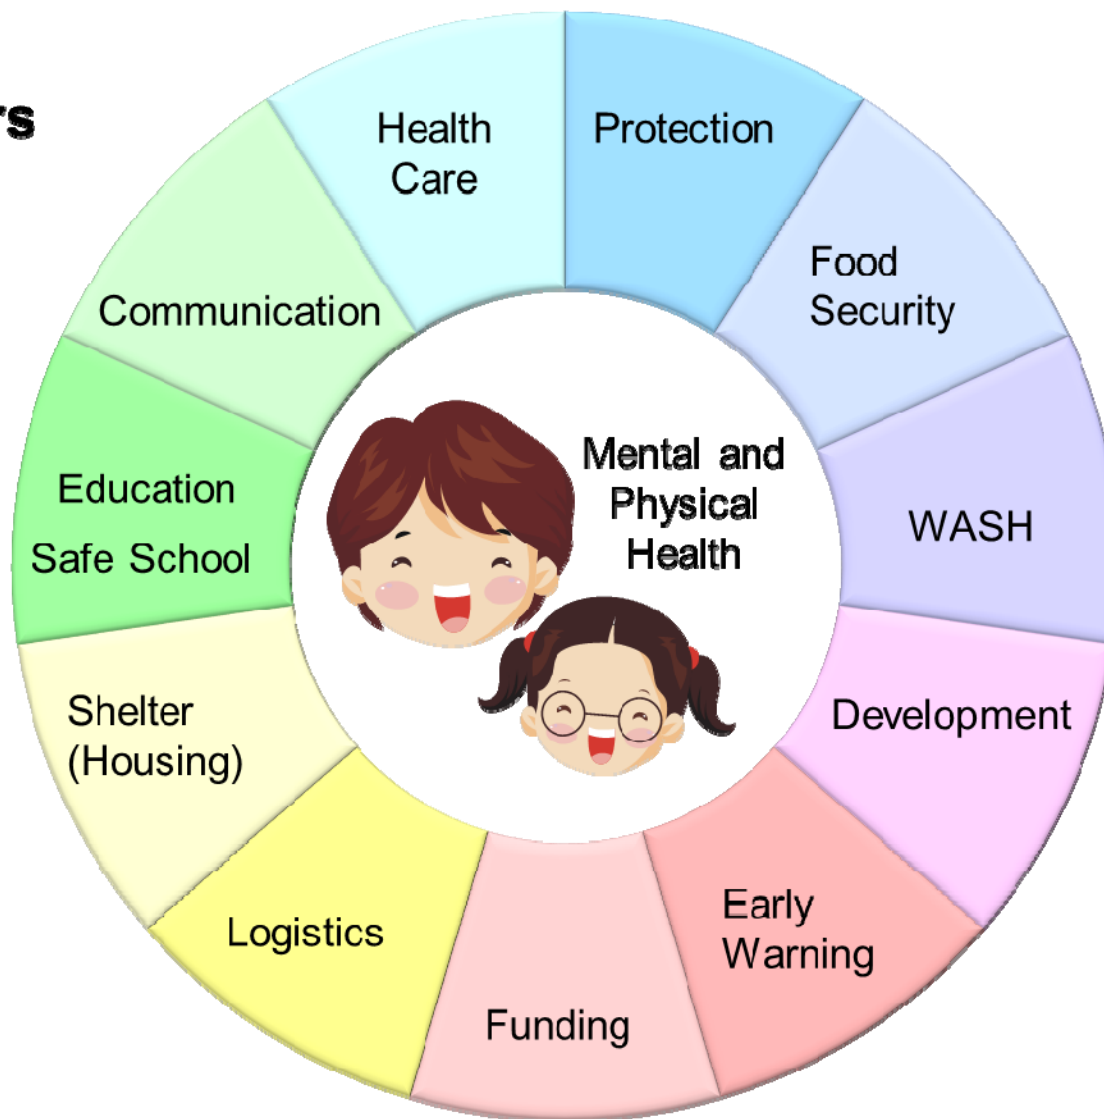 Health
Care
Protection
Food
Security
WASH
Development
Early
Warning
Funding
Logistics
Shelter
(Housing)
Education
Safe School
Communication
Mental and
Physical
Health